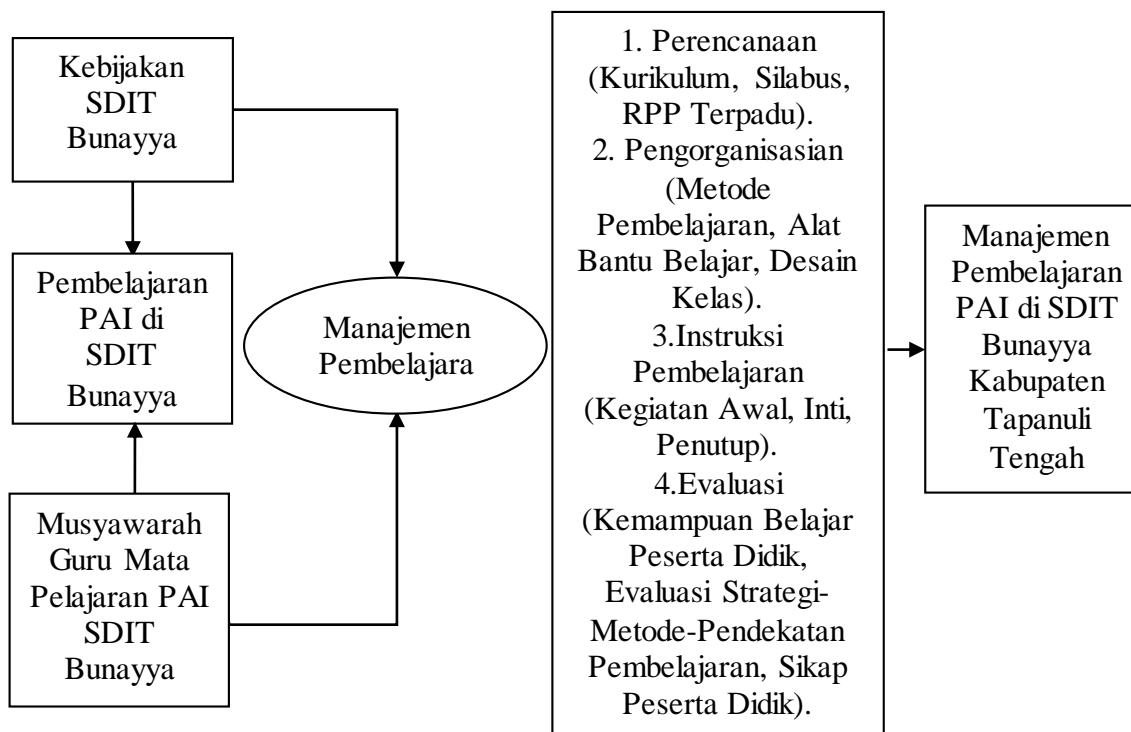 Kebijakan
SDIT
Bunayya
Pembelajaran
PAI di
SDIT
Bunayya
Musyawarah
Guru Mata
Pelajaran PAI
SDIT
Bunayya
Manajemen
Pembelajara
1. Perencanaan
(Kurikulum, Silabus,
RPP Terpadu).
2. Pengorganisasian
(Metode
Pembelajaran, Alat
Bantu Belajar, Desain
Kelas).
3.Instruksi
Pembelajaran
(Kegiatan Awal, Inti,
Penutup).
4.Evaluasi
(Kemampuan Belajar
Peserta Didik,
Evaluasi Strategi-
Metode-Pendekatan
Pembelajaran, Sikap
Peserta Didik).
Manajemen
Pembelajaran
PAI di SDIT
Bunayya
Kabupaten
Tapanuli
Tengah